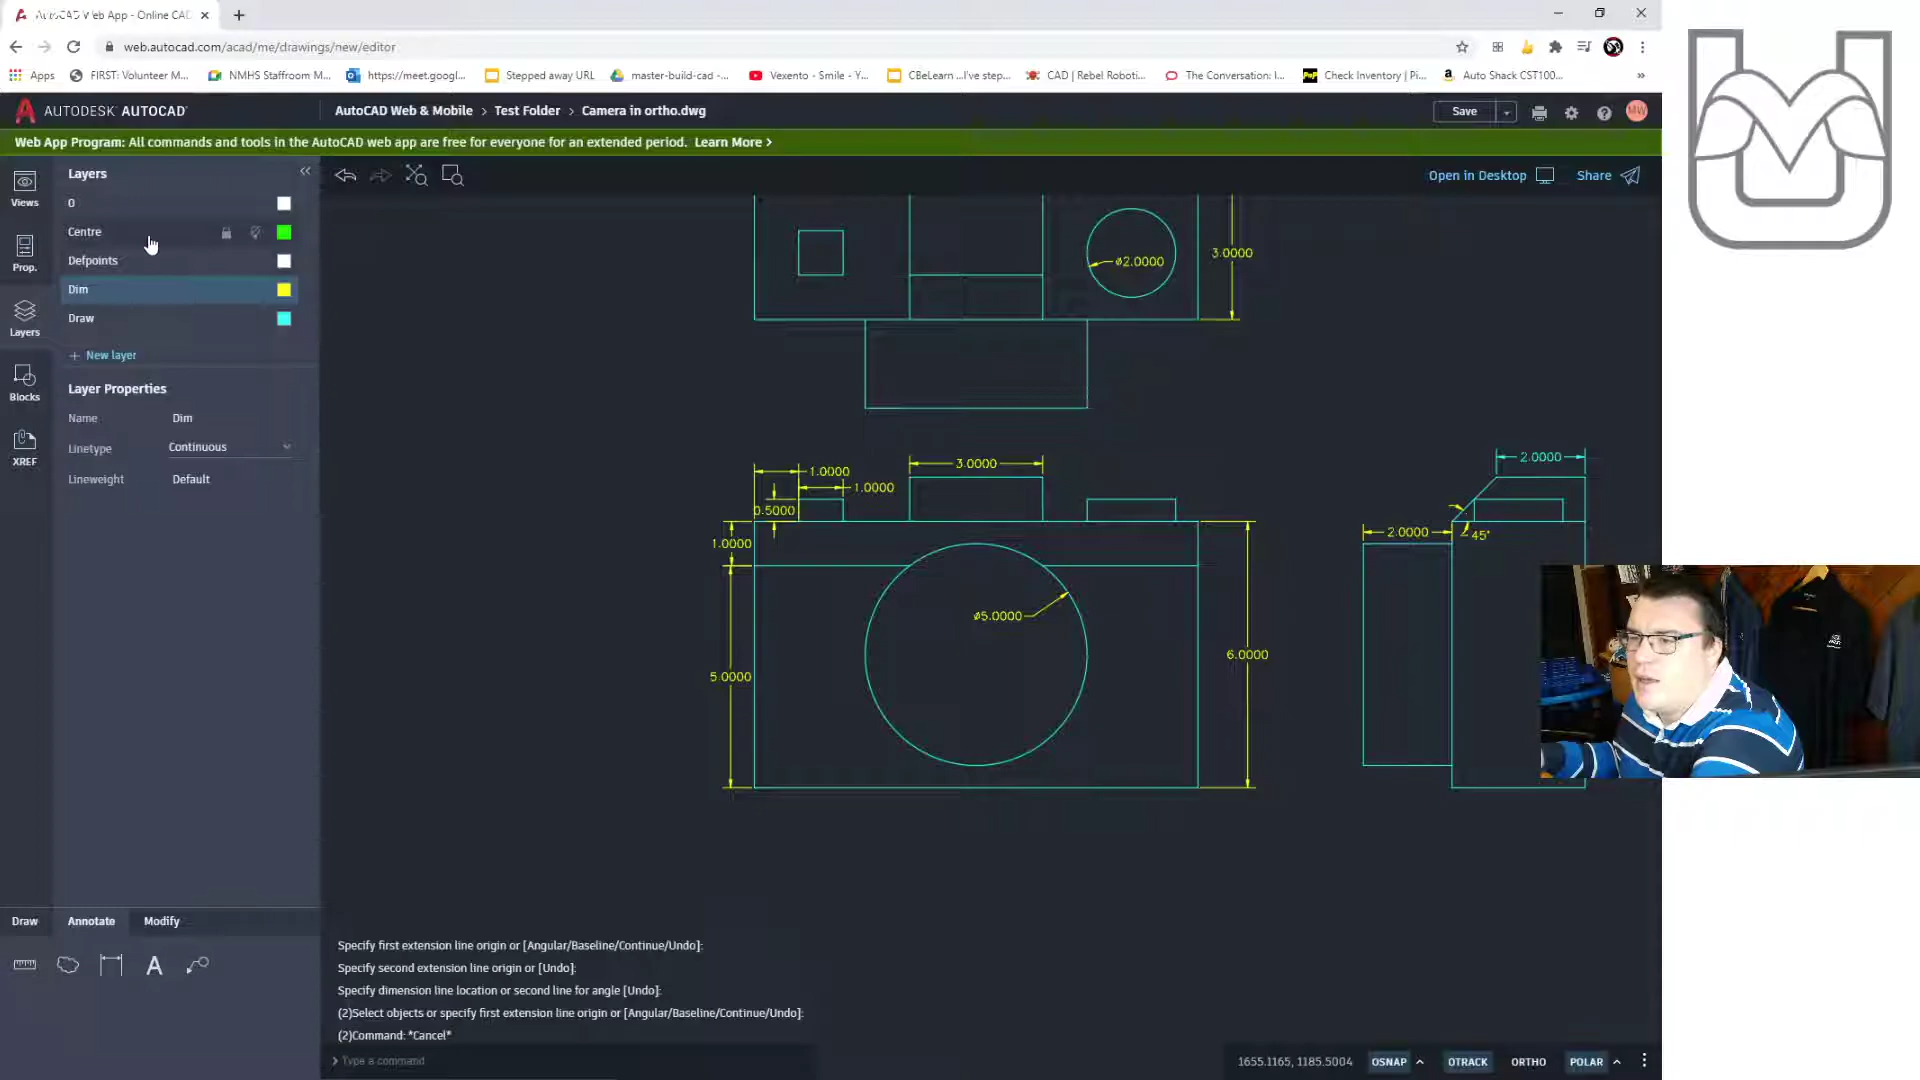 AutoCAD Web App - Online CA
web.autocad.com/acad/me/drawings/new/editor
Apps
FIRST: Volunteer M...
NMHS Staffroom M...
https://meet.googl...
Stepped away URL
master-build-cad -...
Vexento - Smile - Y...
CBeLearn ...I've step...
CAD | Rebel Roboti...
The Conversation: I...
Check Inventory | Pi...
Auto Shack CST100...
»
AUTODESK AUTOCAD
AutoCAD Web & Mobile > Test Folder > Camera in ortho.dwg
Save
MW
Web App Program: All commands and tools in the AutoCAD web app are free for everyone for an extended period. Learn More >
Views
Prop.
Layers
Blocks
XREF
Layers
0
Centre
Defpoints
Dim
Draw
+ New layer
Layer Properties
Name Dim
Linetype Continuous
Lineweight Default
Draw
Annotate
Modify
A
Open in Desktop
Share
ø2.0000
3.0000
1.0000
3.0000
1.0000
0.5000
1.0000
5.0000
ø5.0000
6.0000
2.0000
2.0000
45°
Specify first extension line origin or [Angular/Baseline/Continue/Undo]:
Specify second extension line origin or [Undo]:
Specify dimension line location or second line for angle [Undo]:
(2)Select objects or specify first extension line origin or [Angular/Baseline/Continue/Undo]:
(2)Command: *Cancel*
Type a command
1655.1165, 1185.5004
OSNAP
OTRACK
ORTHO
POLAR